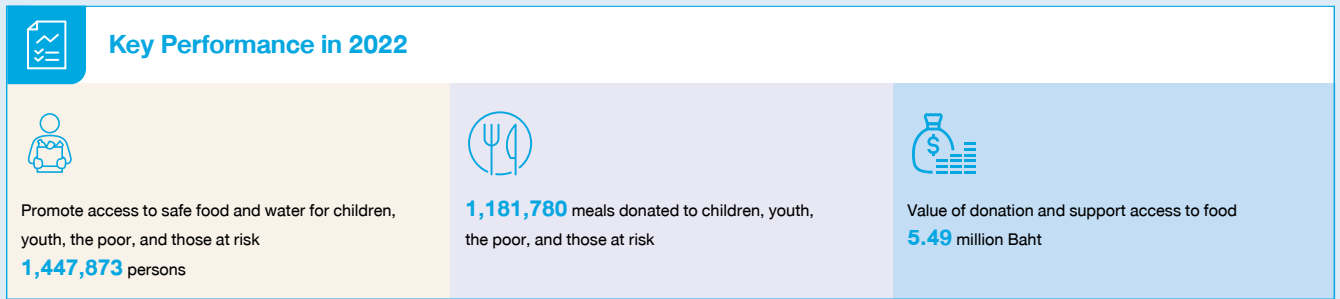 Key Performance in 2022
Promote access to safe food and water for children,
youth, the poor, and those at risk
1,447,873 persons
1,181,780 meals donated to children, youth,
the poor, and those at risk
Value of donation and support access to food
5.49 million Baht